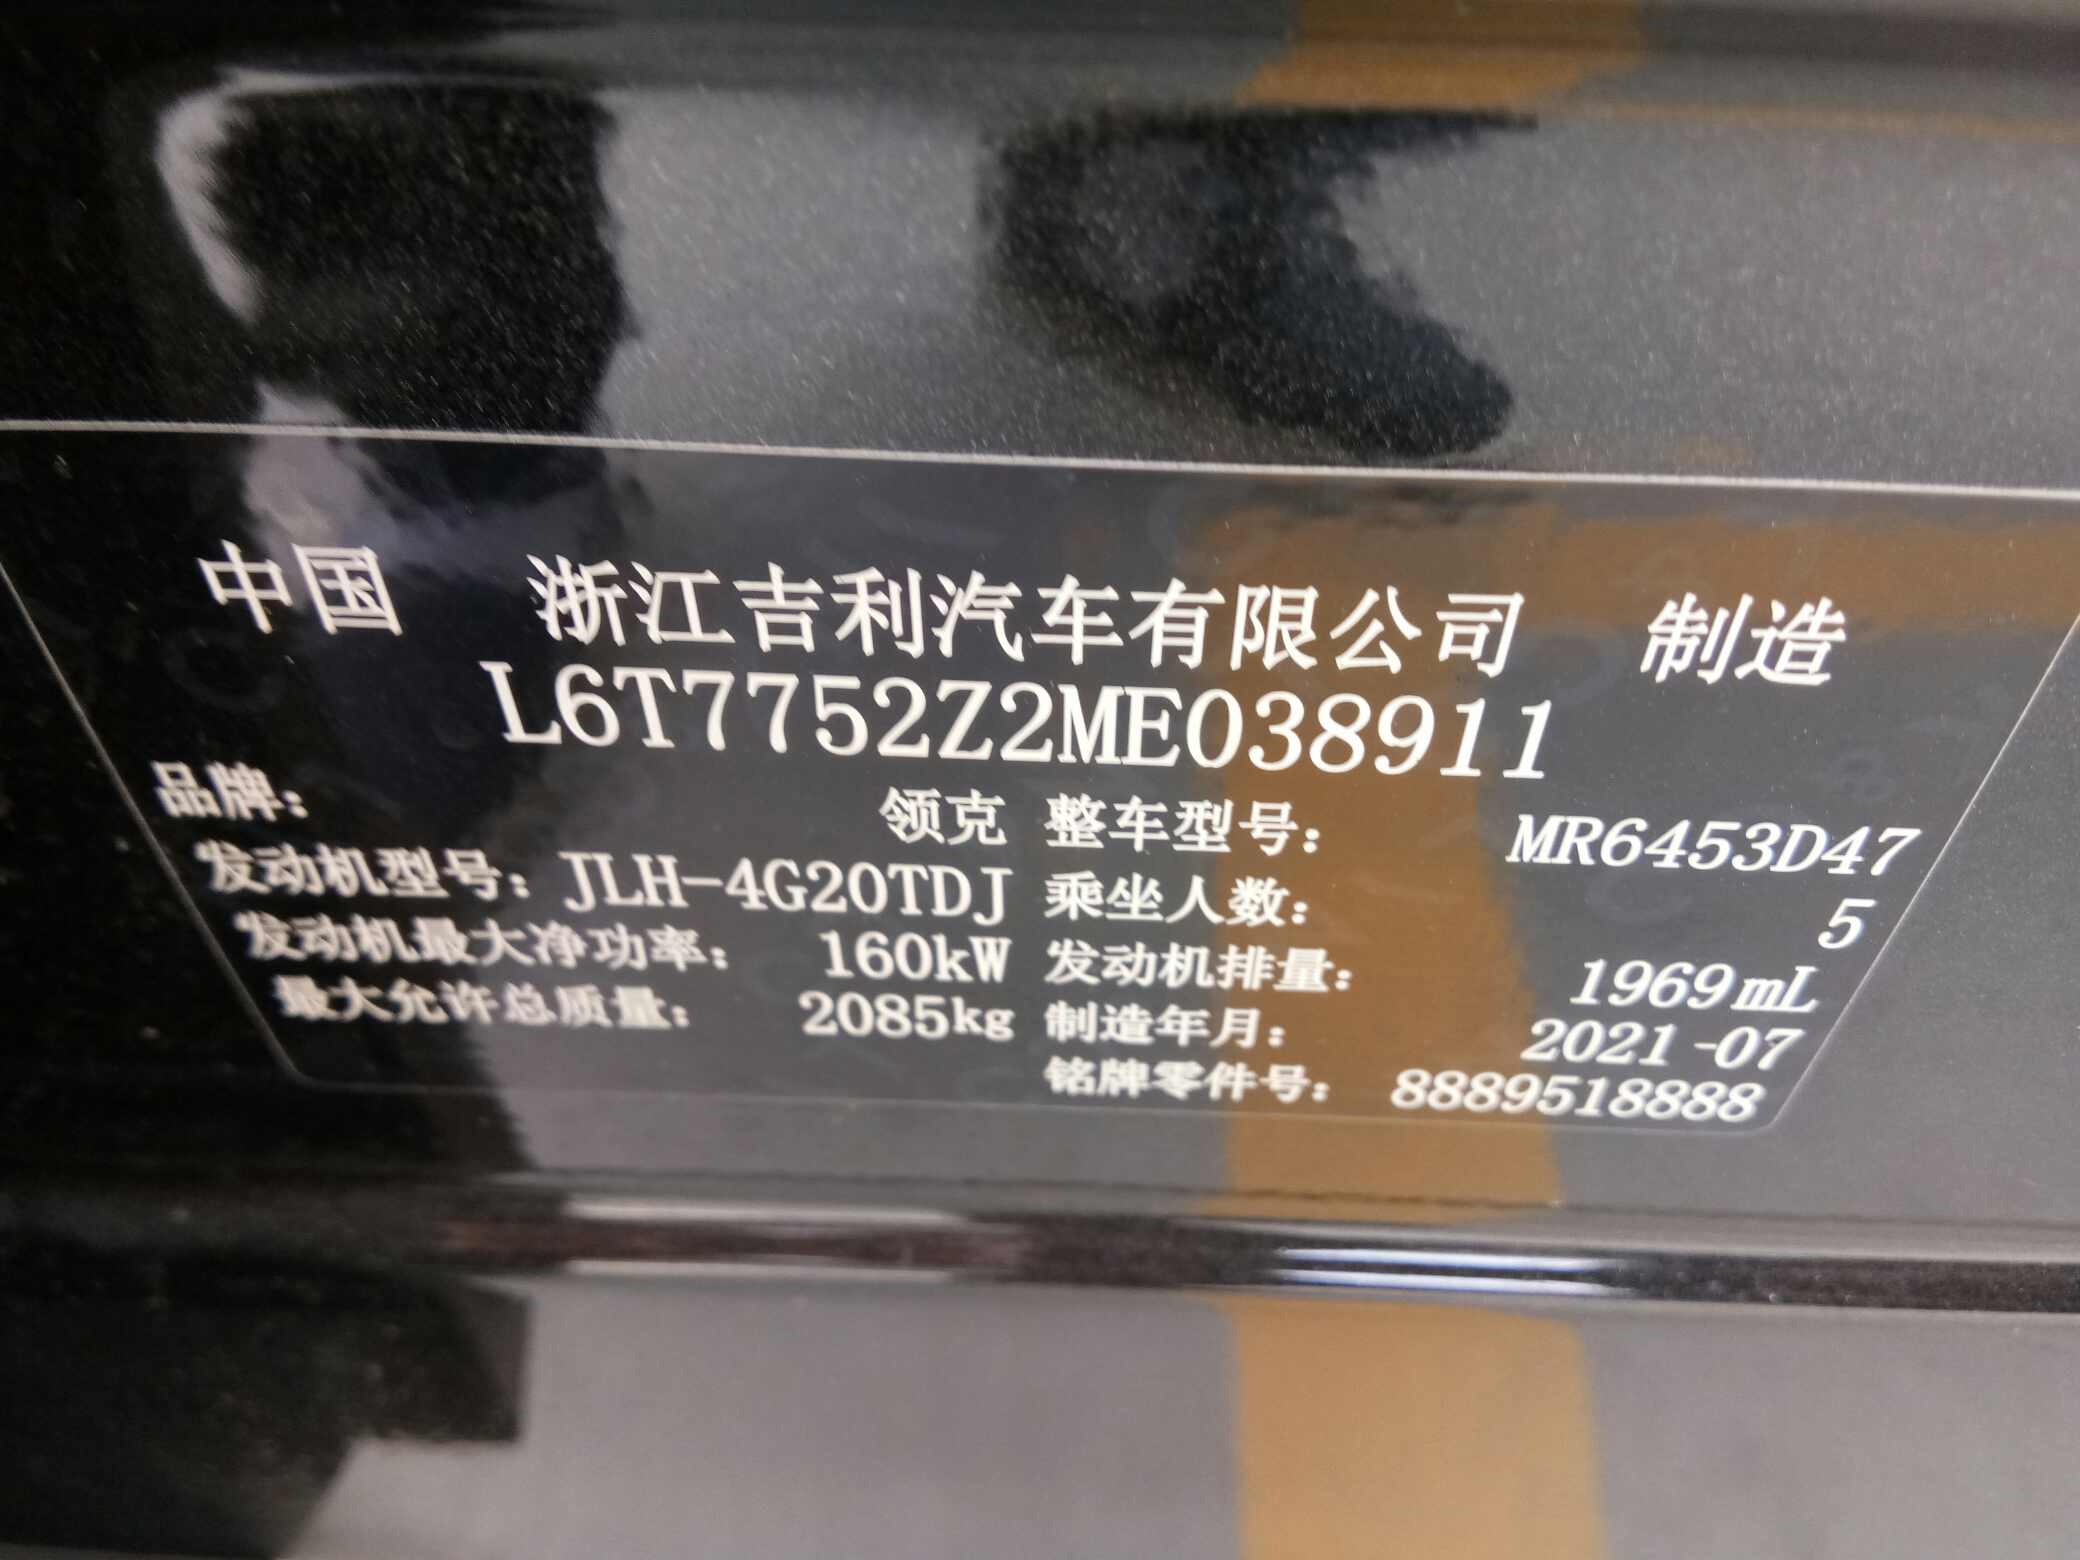 中国 浙江吉利汽车有限公司 制造
L6T7752Z2ME038911
品牌: 领克 整车型号: MR6453D47
发动机型号: JLH-4G20TDJ 乘坐人数: 5
发动机最大净功率: 160kW 发动机排量: 1969mL
最大允许总质量: 2085kg 制造年月: 2021-07
铭牌零件号: 8889518888